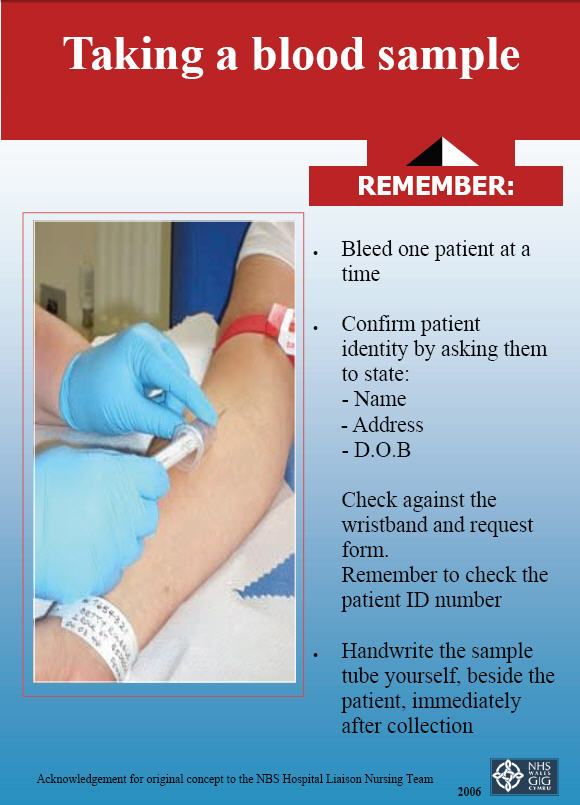 Taking a blood sample
REMEMBER:
• Bleed one patient at a
time
• Confirm patient
identity by asking them
to state:
- Name
- Address
- D.O.B
Check against the
wristband and request
form.
Remember to check the
patient ID number
• Handwrite the sample
tube yourself, beside the
patient, immediately
after collection
Acknowledgement for original concept to the NBS Hospital Liaison Nursing Team
2006
NHS
WALES
GIG
CYMRU